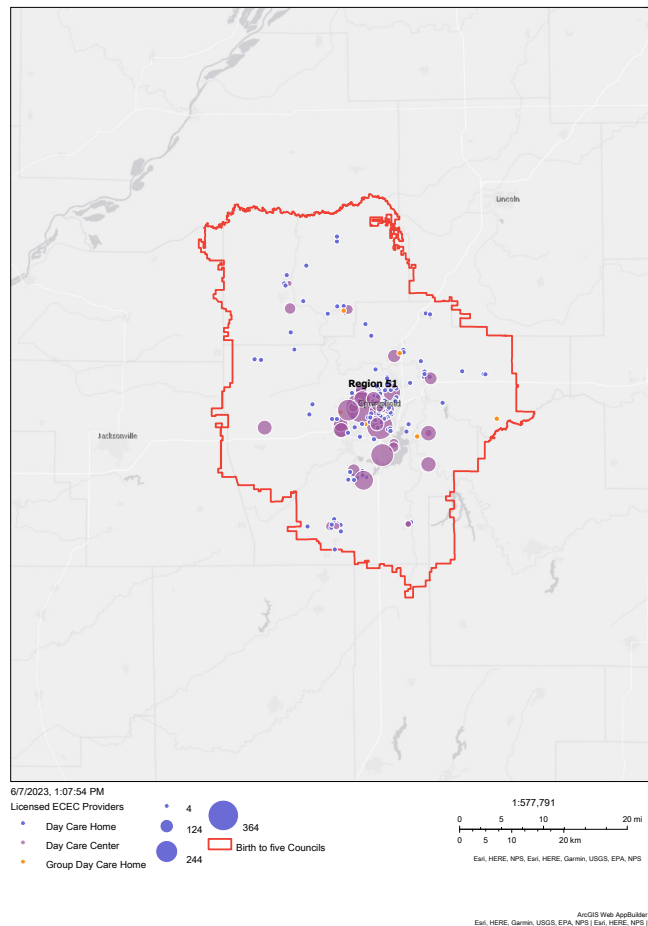 Lincoln
Region 51
Springfield
Jacksonville
6/7/2023, 1:07:54 PM
Licensed ECEC Providers
Day Care Home
Day Care Center
Group Day Care Home
4
124
244
364
Birth to five Councils
1:577,791
0 5 10 20 mi
0 5 10 20 km
Esri, HERE, NPS, Esri, HERE, Garmin, USGS, EPA, NPS
ArcGIS Web AppBuilder
Esri, HERE, Garmin, USGS, EPA, NPS | Esri, HERE, NPS |